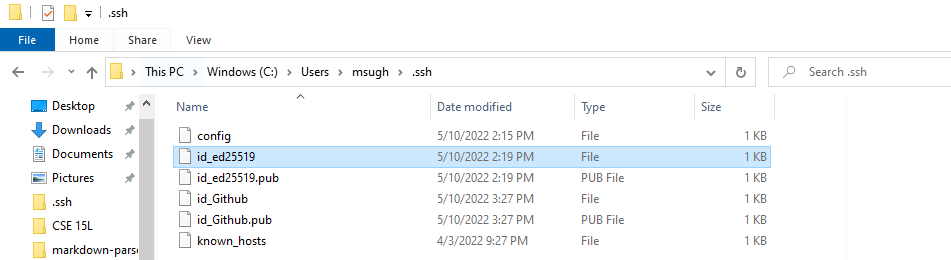 .ssh
File Home Share View
This PC Windows (C:) Users msugh .ssh Search .ssh
Name Date modified Type Size
Desktop
Downloads
Documents
Pictures
.ssh
CSE 15L
markdown-parse
config 5/10/2022 2:15 PM File 1 KB
id_ed25519 5/10/2022 2:19 PM File 1 KB
id_ed25519.pub 5/10/2022 2:19 PM PUB File 1 KB
id_Github 5/10/2022 3:27 PM File 1 KB
id_Github.pub 5/10/2022 3:27 PM PUB File 1 KB
known_hosts 4/3/2022 9:27 PM File 1 KB